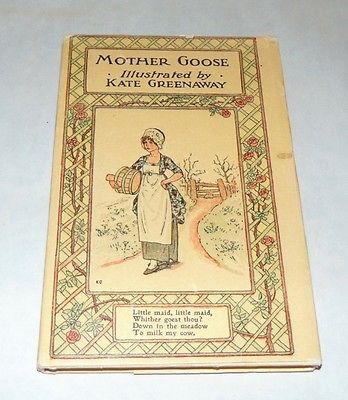 MOTHER GOOSE
· Illustrated by ·
KATE GREENAWAY
KG
Little maid, little maid,
Whither goest thou?
Down in the meadow
To milk my cow.